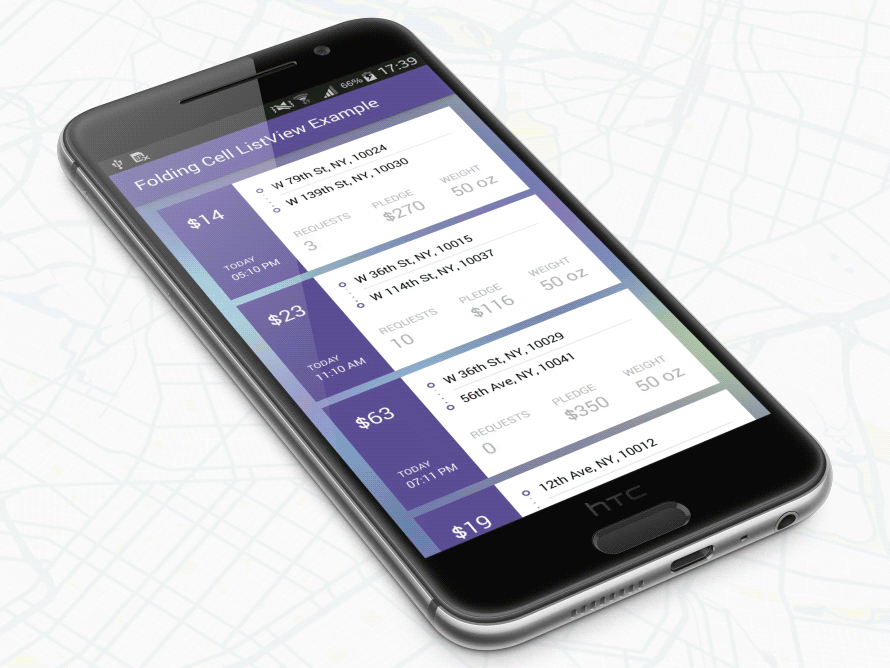 66% 17:39
Folding Cell ListView Example
$14
TODAY
05:10 PM
W 79th St, NY, 10024
W 139th St, NY, 10030
REQUESTS PLEDGE WEIGHT
3 $270 50 oz
$23
TODAY
11:10 AM
W 36th St, NY, 10015
W 114th St, NY, 10037
REQUESTS PLEDGE WEIGHT
10 $116 50 oz
$63
TODAY
07:11 PM
W 36th St, NY, 10029
56th Ave, NY, 10041
REQUESTS PLEDGE WEIGHT
0 $350 50 oz
$19
12th Ave, NY, 10012
hTC